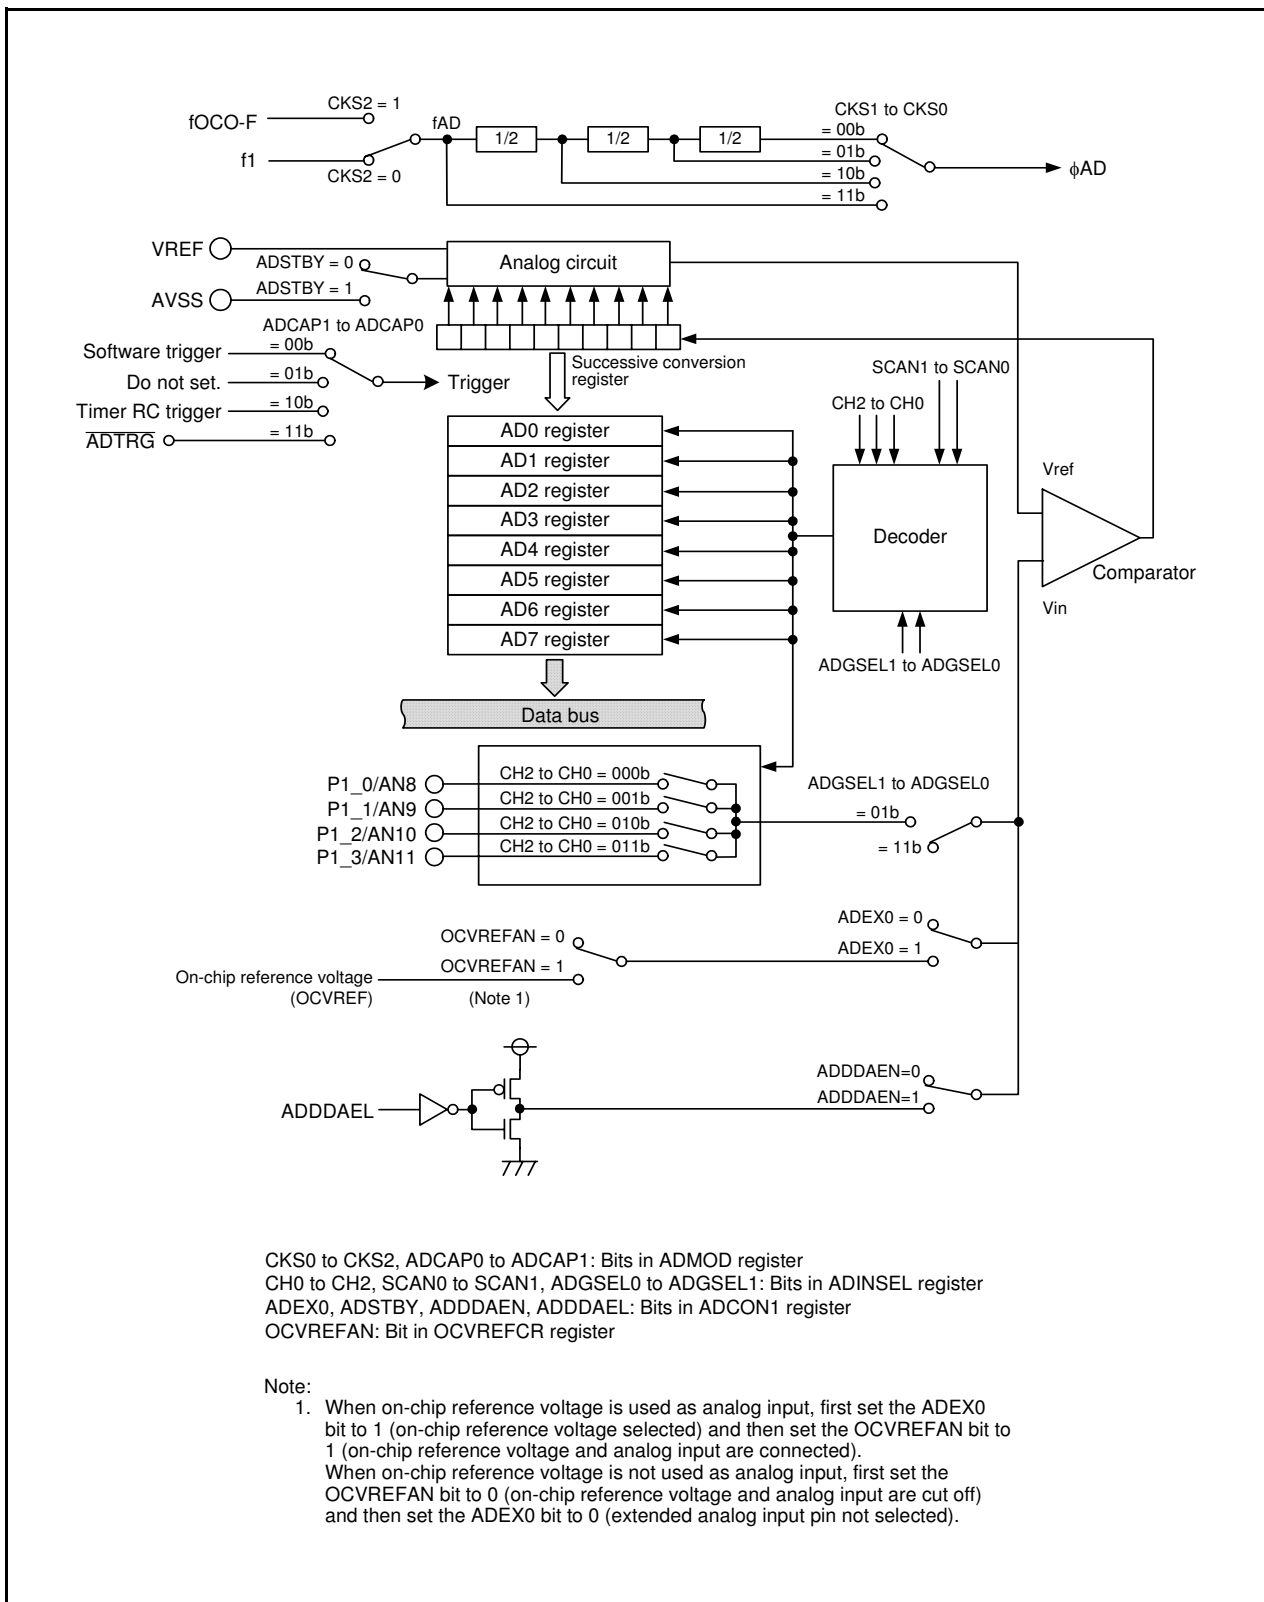 CKS2 = 1
fOCO-F
f1
CKS2 = 0
fAD
1/2
1/2
1/2
CKS1 to CKS0
= 00b
= 01b
= 10b
= 11b
ϕAD
VREF
ADSTBY = 0
AVSS
ADSTBY = 1
Analog circuit
ADCAP1 to ADCAP0
Software trigger
= 00b
Do not set.
= 01b
Timer RC trigger
= 10b
ADTRG
= 11b
Trigger
Successive conversion
register
AD0 register
AD1 register
AD2 register
AD3 register
AD4 register
AD5 register
AD6 register
AD7 register
Data bus
SCAN1 to SCAN0
CH2 to CH0
Decoder
ADGSEL1 to ADGSEL0
Vref
Comparator
Vin
P1_0/AN8
CH2 to CH0 = 000b
P1_1/AN9
CH2 to CH0 = 001b
P1_2/AN10
CH2 to CH0 = 010b
P1_3/AN11
CH2 to CH0 = 011b
ADGSEL1 to ADGSEL0
= 01b
= 11b
ADEX0 = 0
ADEX0 = 1
OCVREFAN = 0
OCVREFAN = 1
On-chip reference voltage
(OCVREF)
(Note 1)
ADDDAEN=0
ADDDAEN=1
ADDDAEL
CKS0 to CKS2, ADCAP0 to ADCAP1: Bits in ADMOD register
CH0 to CH2, SCAN0 to SCAN1, ADGSEL0 to ADGSEL1: Bits in ADINSEL register
ADEX0, ADSTBY, ADDDAEN, ADDDAEL: Bits in ADCON1 register
OCVREFAN: Bit in OCVREFCR register
Note:
1. When on-chip reference voltage is used as analog input, first set the ADEX0
bit to 1 (on-chip reference voltage selected) and then set the OCVREFAN bit to
1 (on-chip reference voltage and analog input are connected).
When on-chip reference voltage is not used as analog input, first set the
OCVREFAN bit to 0 (on-chip reference voltage and analog input are cut off)
and then set the ADEX0 bit to 0 (extended analog input pin not selected).